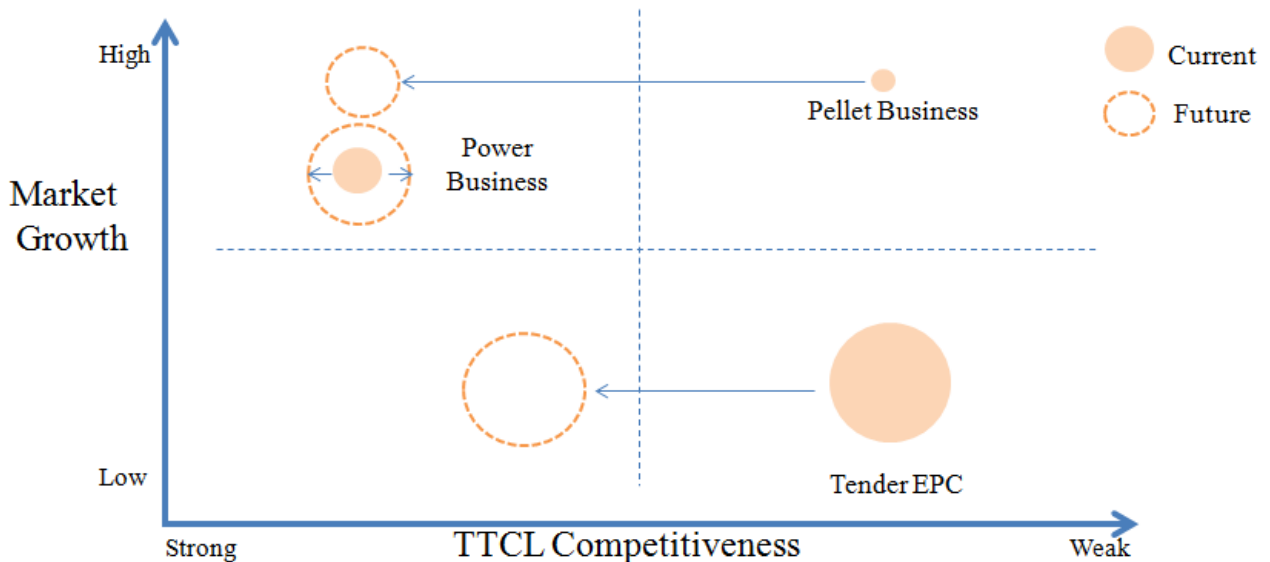 High
Current
Pellet Business
Future
Power
Business
Market
Growth
Low
Tender EPC
Strong
TTCL Competitiveness
Weak